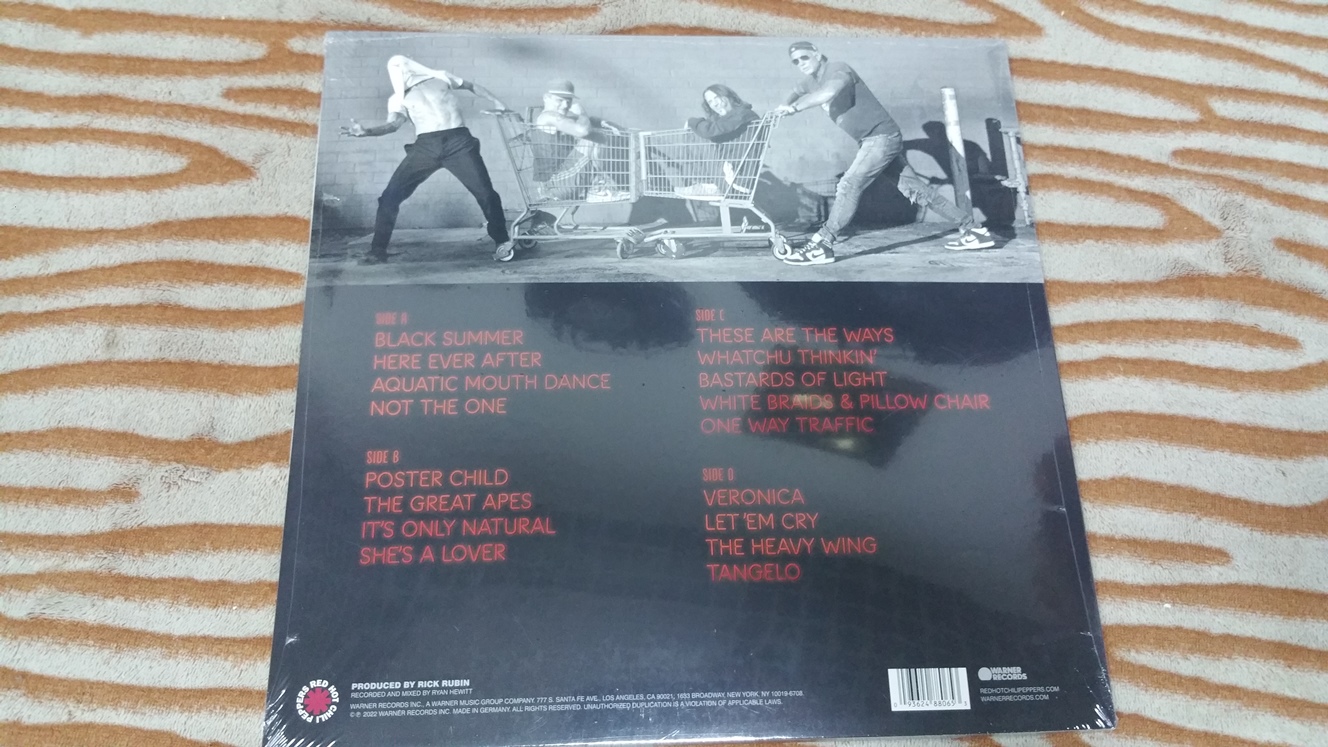 SIDE A
BLACK SUMMER
HERE EVER AFTER
AQUATIC MOUTH DANCE
NOT THE ONE
SIDE B
POSTER CHILD
THE GREAT APES
IT'S ONLY NATURAL
SHE'S A LOVER
SIDE C
THESE ARE THE WAYS
WHATCHU THINKIN'
BASTARDS OF LIGHT
WHITE BRAIDS & PILLOW CHAIR
ONE WAY TRAFFIC
SIDE D
VERONICA
LET 'EM CRY
THE HEAVY WING
TANGELO
RED HOT CHILI PEPPERS
PRODUCED BY RICK RUBIN
RECORDED AND MIXED BY RYAN HEWITT
WARNER RECORDS INC., A WARNER MUSIC GROUP COMPANY. 777 S. SANTA FE AVE., LOS ANGELES, CA 90021, 1633 BROADWAY, NEW YORK, NY 10019-6708.
© ℗ 2022 WARNER RECORDS INC. MADE IN GERMANY. ALL RIGHTS RESERVED. UNAUTHORIZED DUPLICATION IS A VIOLATION OF APPLICABLE LAWS.
0 93624 88065
WARNER RECORDS
REDHOTCHILIPEPPERS.COM
WARNERRECORDS.COM